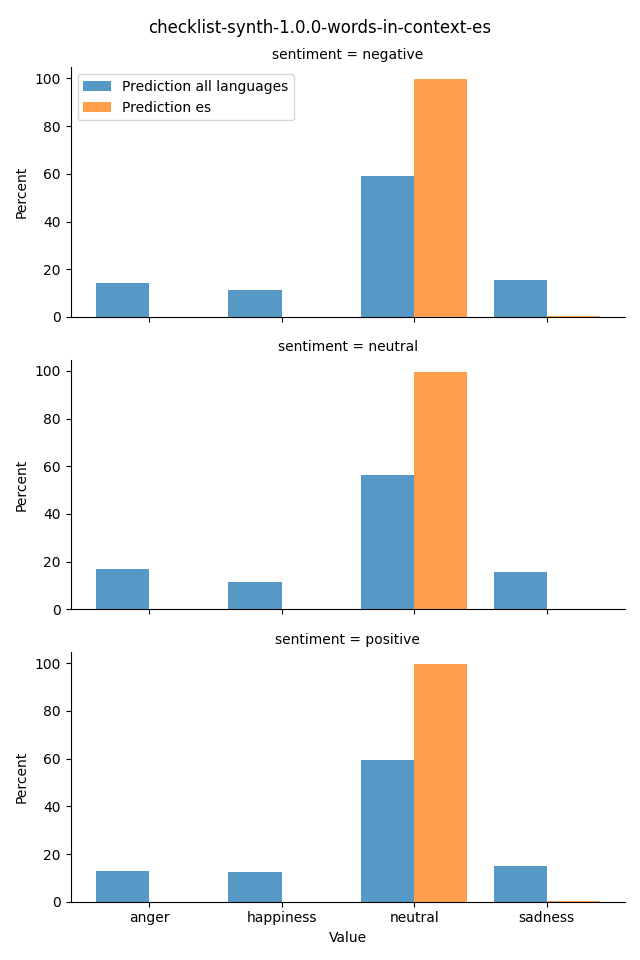 checklist-synth-1.0.0-words-in-context-es
sentiment = negative
Prediction all languages
Prediction es
100
80
60
40
20
0
Percent
sentiment = neutral
100
80
60
40
20
0
Percent
sentiment = positive
100
80
60
40
20
0
Percent
anger happiness neutral sadness
Value